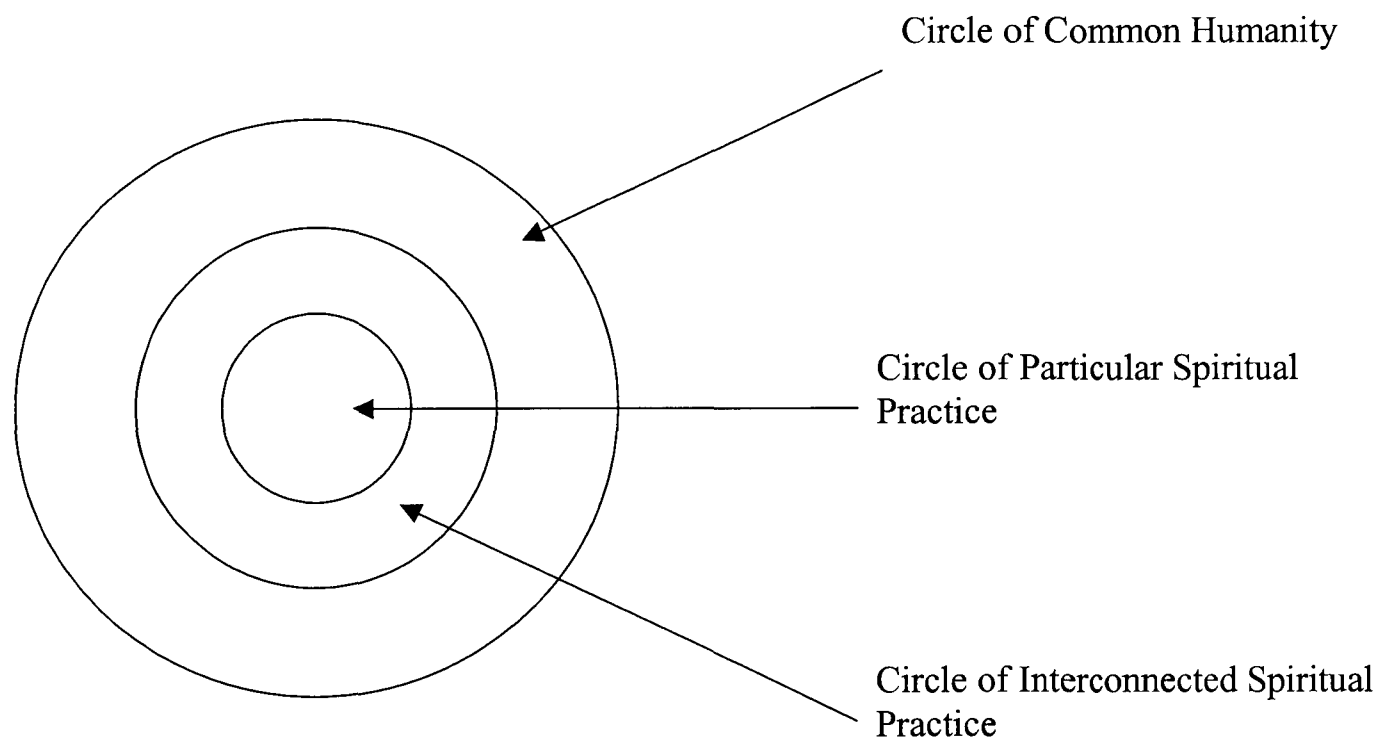 Circle of Common Humanity
Circle of Particular Spiritual
Practice
Circle of Interconnected Spiritual
Practice